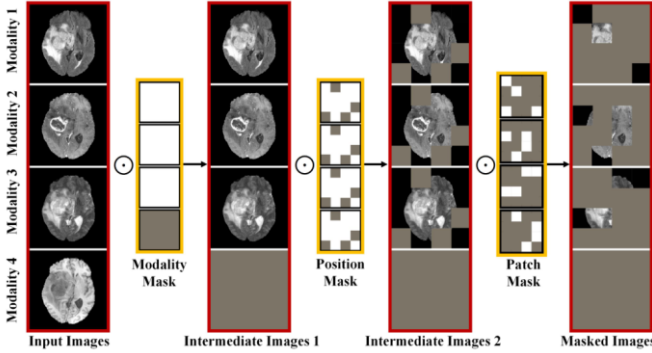 Modality 1
Modality 2
Modality 3
Modality 4
Modality
Mask
Position
Mask
Patch
Mask
Input Images
Intermediate Images 1
Intermediate Images 2
Masked Images